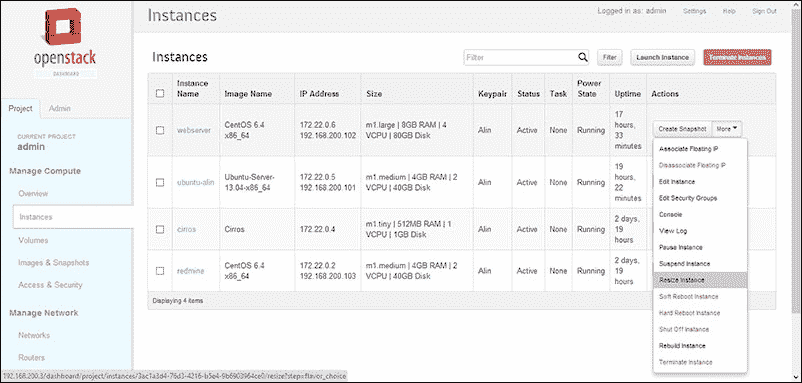 Instances
Logged in as: admin
Settings
Help
Sign Out
openstack
DASHBOARD
Project
Admin
CURRENT PROJECT
admin
Manage Compute
Overview
Instances
Volumes
Images & Snapshots
Access & Security
Manage Network
Networks
Routers
Instances
Filter
Filter
Launch Instance
Terminate Instances
Instance Name
Image Name
IP Address
Size
Keypair
Status
Task
Power State
Uptime
Actions
webserver
CentOS 6.4
x86_64
172.22.0.6
192.168.200.102
m1.large | 8GB RAM | 4
VCPU | 80GB Disk
Alin
Active
None
Running
17
hours,
33
minutes
Create Snapshot
More
ubuntu-alin
Ubuntu-Server-
13.04-x86_64
172.22.0.5
192.168.200.101
m1.medium | 4GB RAM | 2
VCPU | 40GB Disk
Alin
Active
None
Running
19
hours,
22
minutes
cirros
Cirros
172.22.0.4
m1.tiny | 512MB RAM | 1
VCPU | 1GB Disk
Alin
Active
None
Running
2 days,
19
hours
redmine
CentOS 6.4
x86_64
172.22.0.2
192.168.200.103
m1.medium | 4GB RAM | 2
VCPU | 40GB Disk
Alin
Active
None
Running
2 days,
19
hours
Displaying 4 items
Associate Floating IP
Disassociate Floating IP
Edit Instance
Edit Security Groups
Console
View Log
Pause Instance
Suspend Instance
Resize Instance
Soft Reboot Instance
Hard Reboot Instance
Shut Off Instance
Rebuild Instance
Terminate Instance
192.168.200.3/dashboard/project/instances/3ac1a3d4-76d3-4216-b5e4-9b6903964ce0/resize?step=flavor_choice